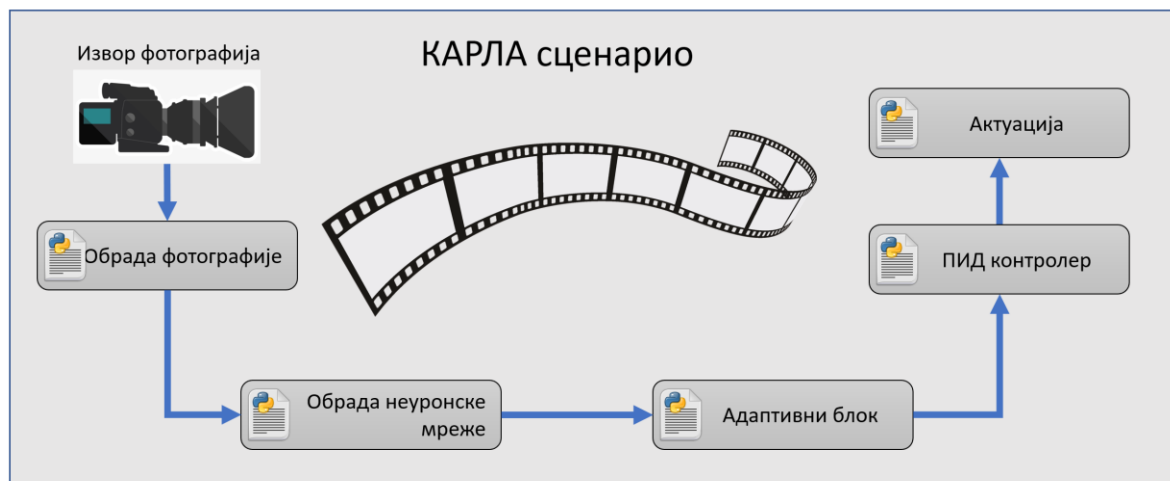 КАРЛА сценарио
Извор фотографија
Обрада фотографије
Обрада неуронске
мреже
Адаптивни блок
ПИД контролер
Актуација